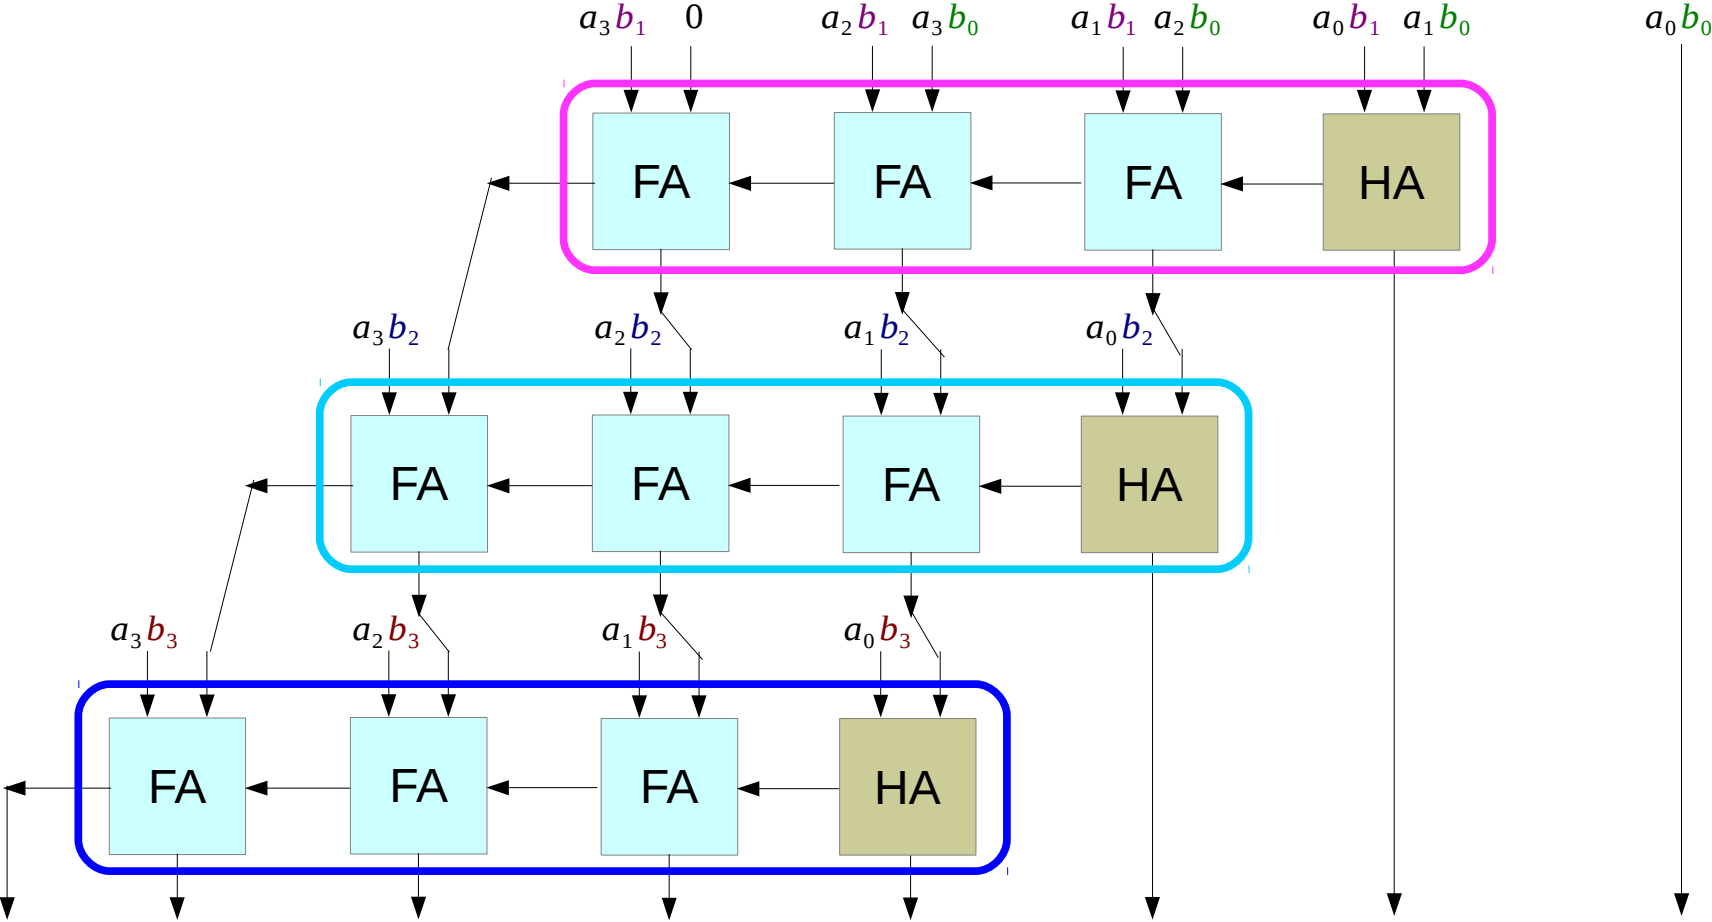 a₃b₁ 0 a₂b₁ a₃b₀ a₁b₁ a₂b₀ a₀b₁ a₁b₀ a₀b₀
FA FA FA HA
a₃b₂ a₂b₂ a₁b₂ a₀b₂
FA FA FA HA
a₃b₃ a₂b₃ a₁b₃ a₀b₃
FA FA FA HA